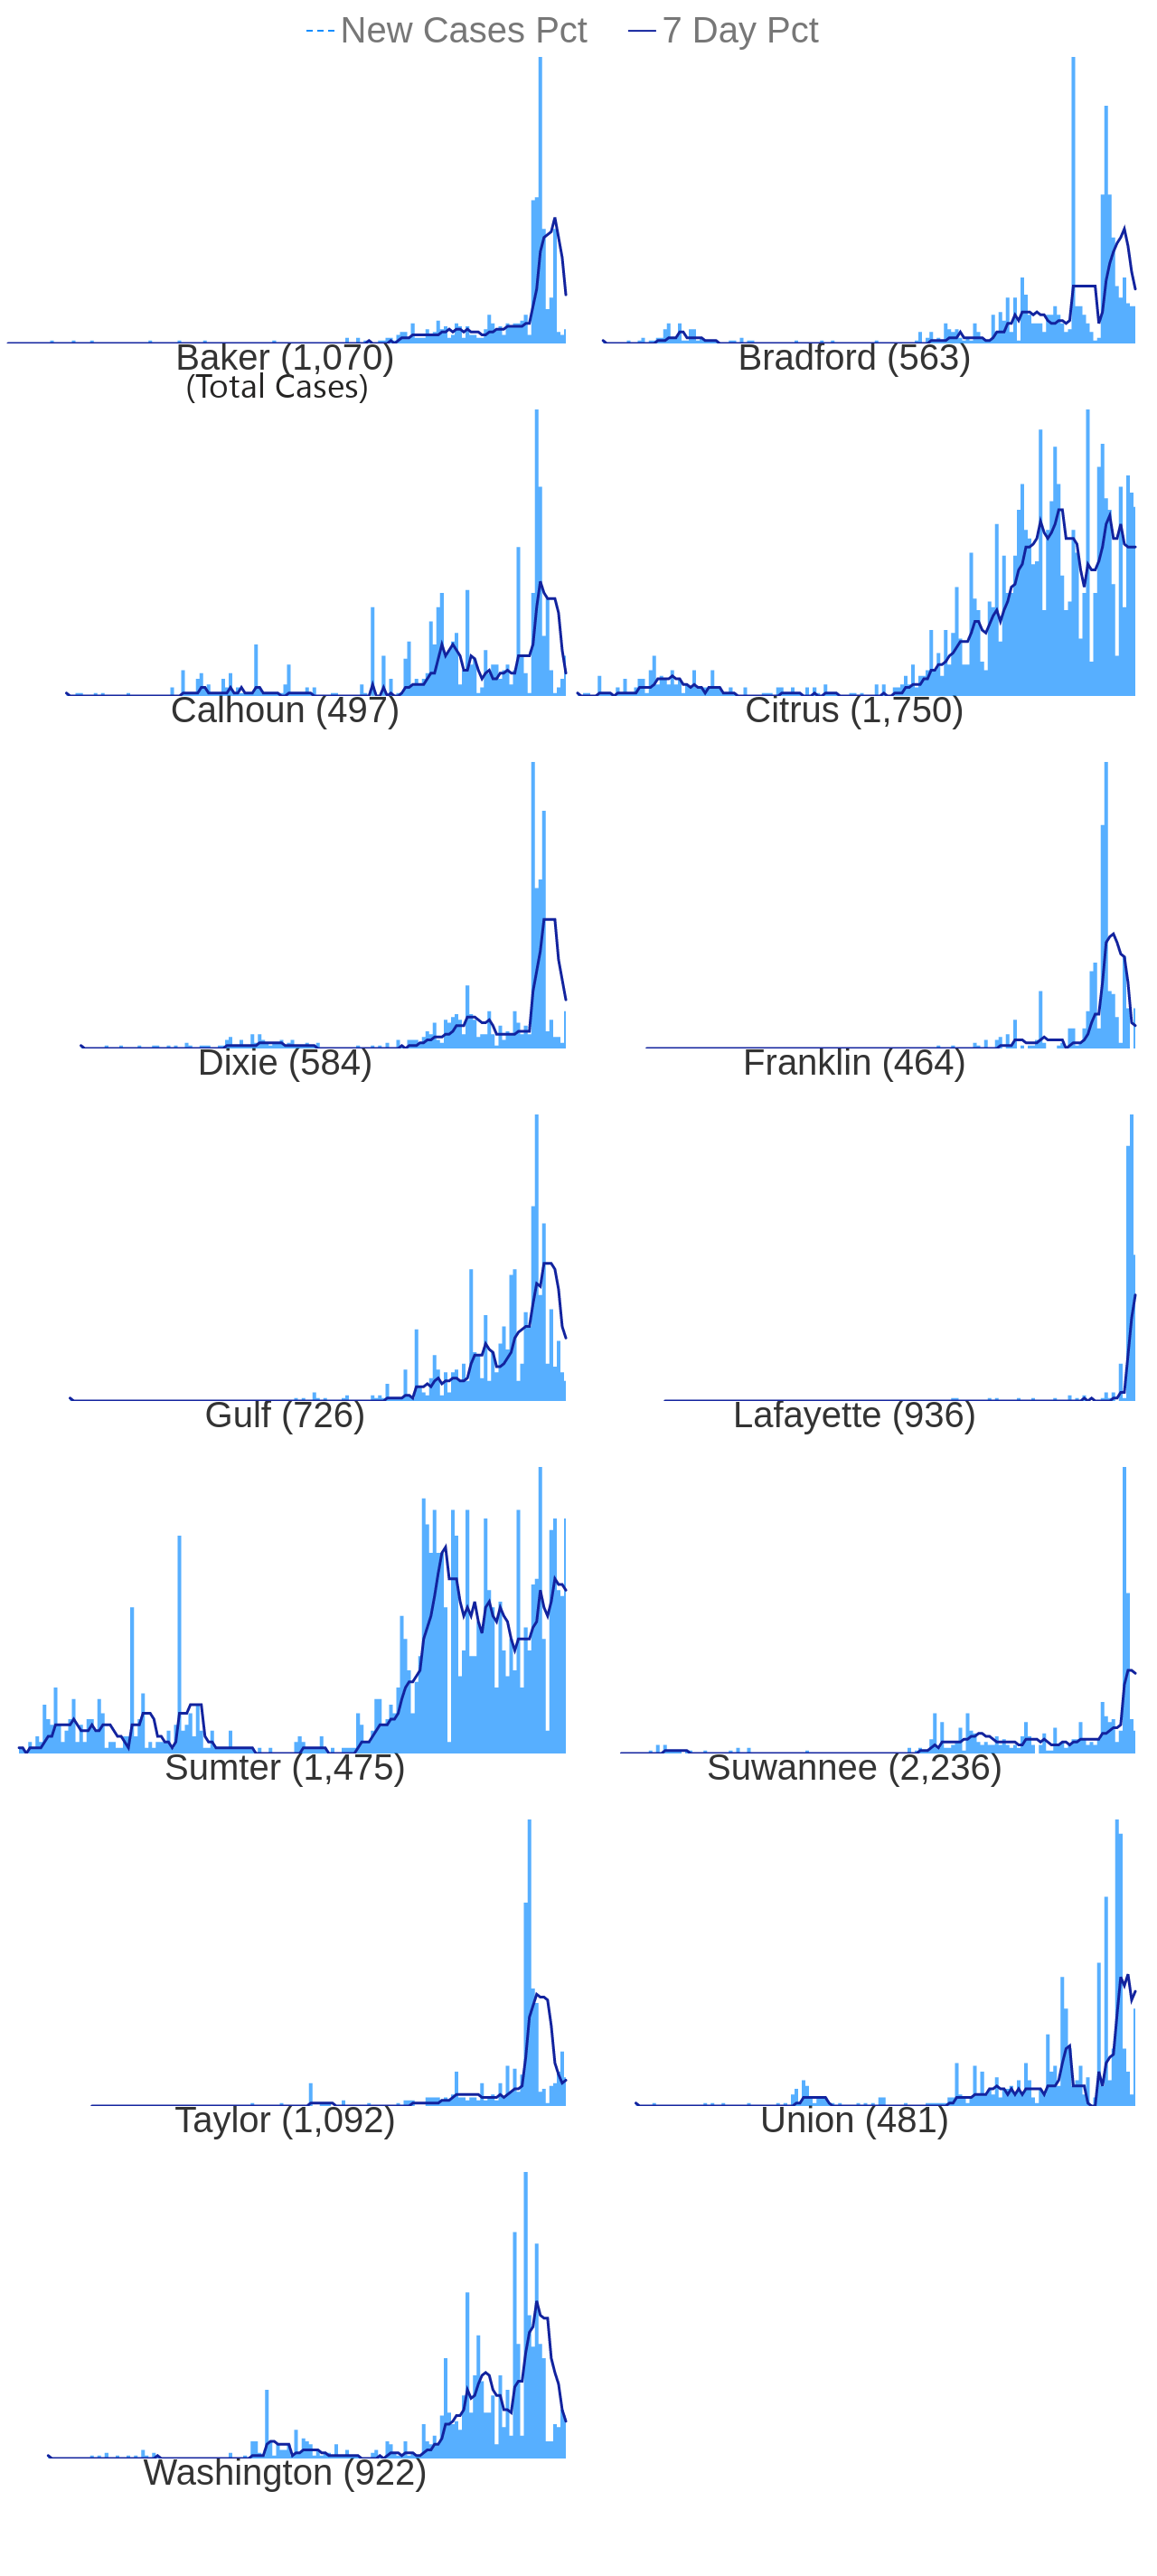 New Cases Pct 7 Day Pct
Baker (1,070) Bradford (563)
(Total Cases)
Calhoun (497) Citrus (1,750)
Dixie (584) Franklin (464)
Gulf (726) Lafayette (936)
Sumter (1,475) Suwannee (2,236)
Taylor (1,092) Union (481)
Washington (922)